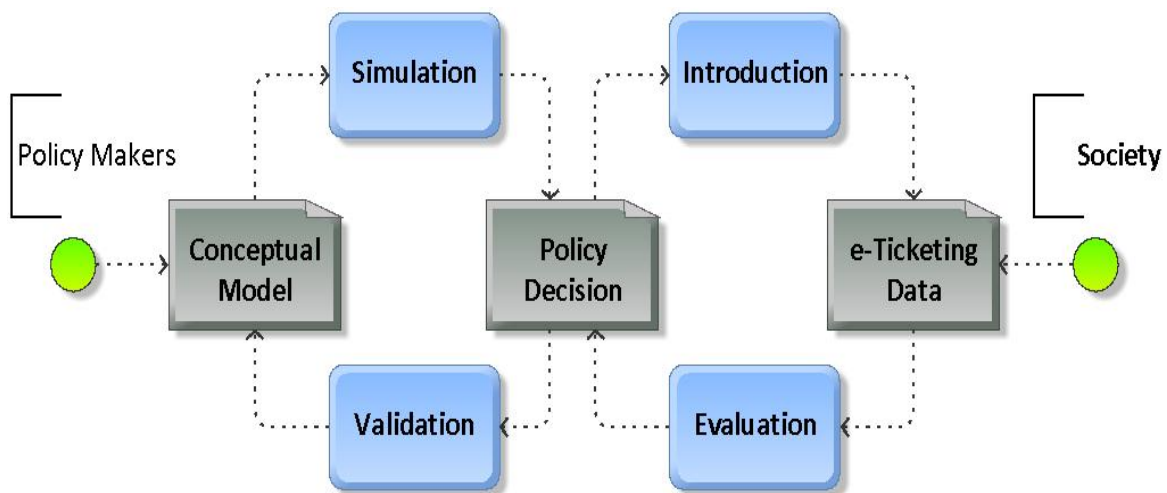 Simulation
Introduction
Policy Makers
Society
Conceptual
Model
Policy
Decision
e-Ticketing
Data
Validation
Evaluation